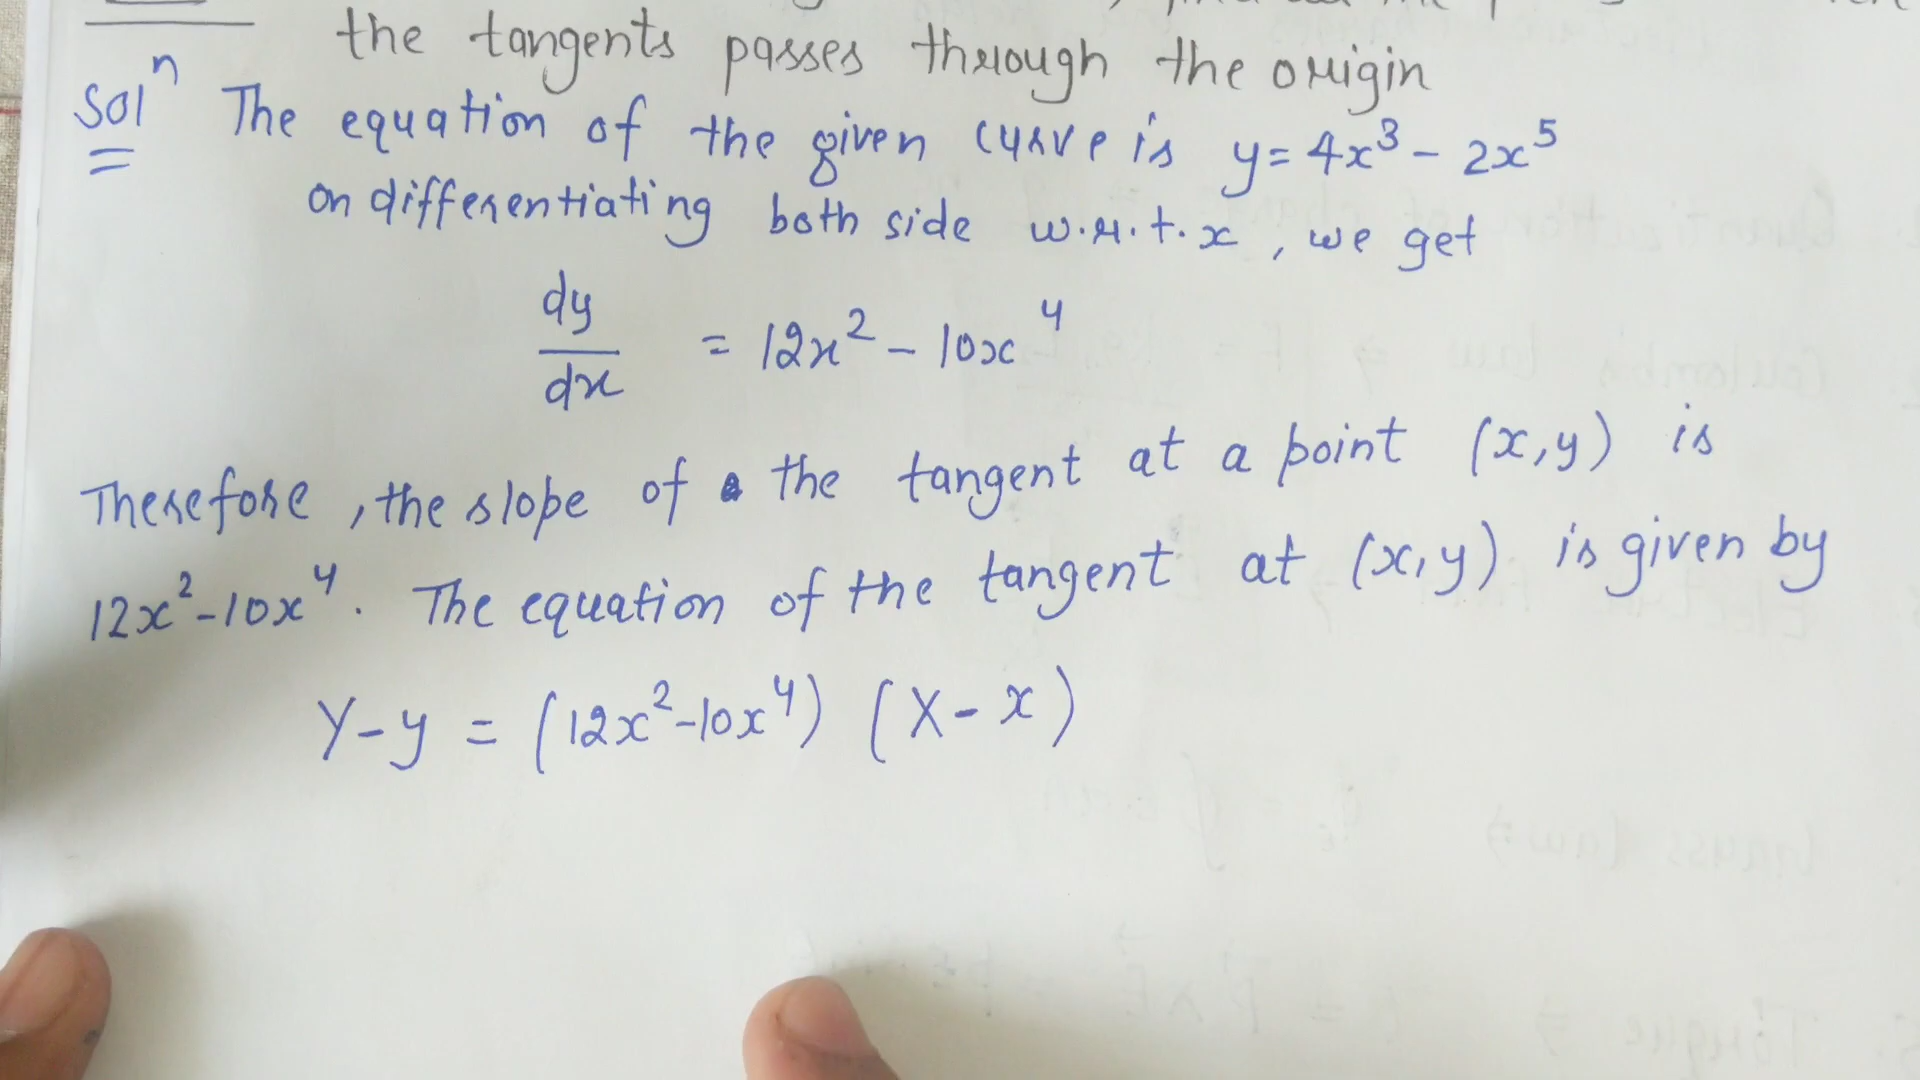 the tangents passes through the origin
Solⁿ The equation of the given curve is y = 4x³ - 2x⁵
on differentiating both side w.r.t. x, we get
dy/dx = 12x² - 10x⁴
Therefore, the slope of the tangent at a point (x,y) is
12x²-10x⁴. The equation of the tangent at (x,y) is given by
Y-y = (12x²-10x⁴) (X-x)